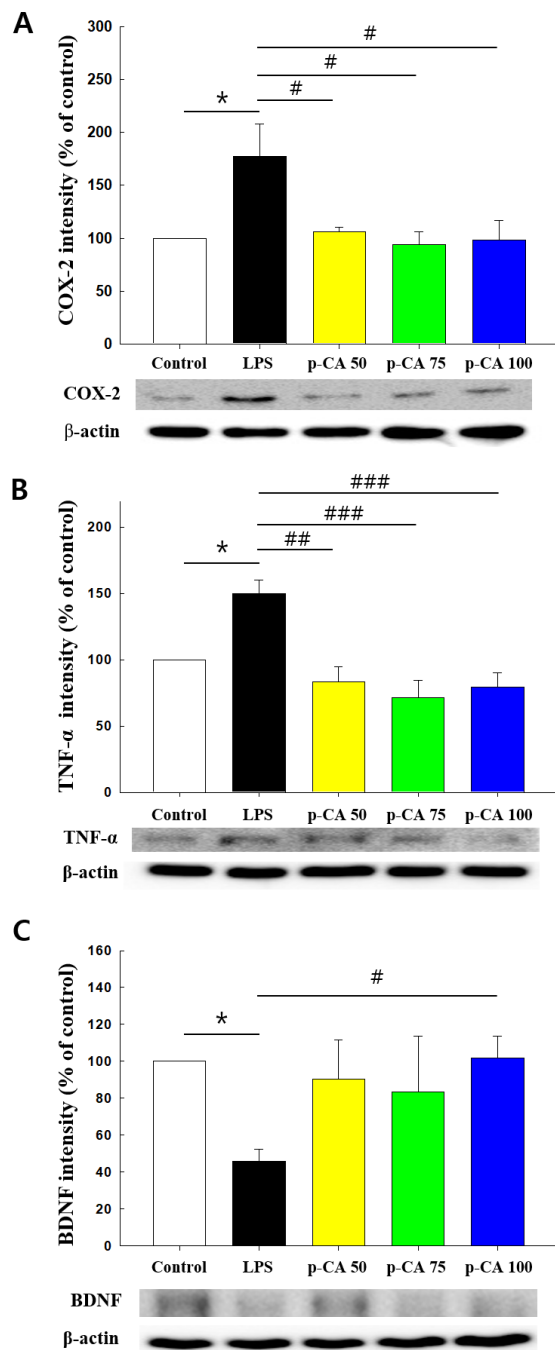 A
COX-2 intensity (% of control)
300
250
200
150
100
50
0
#
#
* #
Control LPS p-CA 50 p-CA 75 p-CA 100
COX-2
β-actin
B
TNF-α intensity (% of control)
200
150
100
50
0
###
###
* ##
Control LPS p-CA 50 p-CA 75 p-CA 100
TNF-α
β-actin
C
BDNF intensity (% of control)
160
140
120
100
80
60
40
20
0
#
*
Control LPS p-CA 50 p-CA 75 p-CA 100
BDNF
β-actin